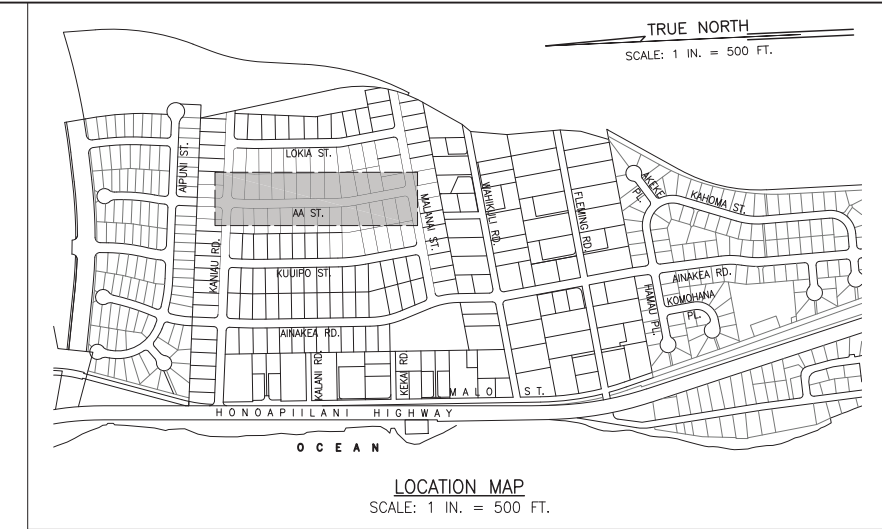 TRUE NORTH
SCALE: 1 IN. = 500 FT.
LOKIA ST.
AIPUNI ST.
AA ST.
MALANAI ST.
WAHIKULI RD.
FLEMING RD.
AKEKE PL.
KAHOMA ST.
KANIAU RD.
KUUIPO ST.
AINAKEA RD.
HAMAU PL.
KOMOHANA PL.
AINAKEA RD.
KALANI RD.
KEKAI RD
MALO ST.
HONOAPIILANI HIGHWAY
OCEAN
LOCATION MAP
SCALE: 1 IN. = 500 FT.